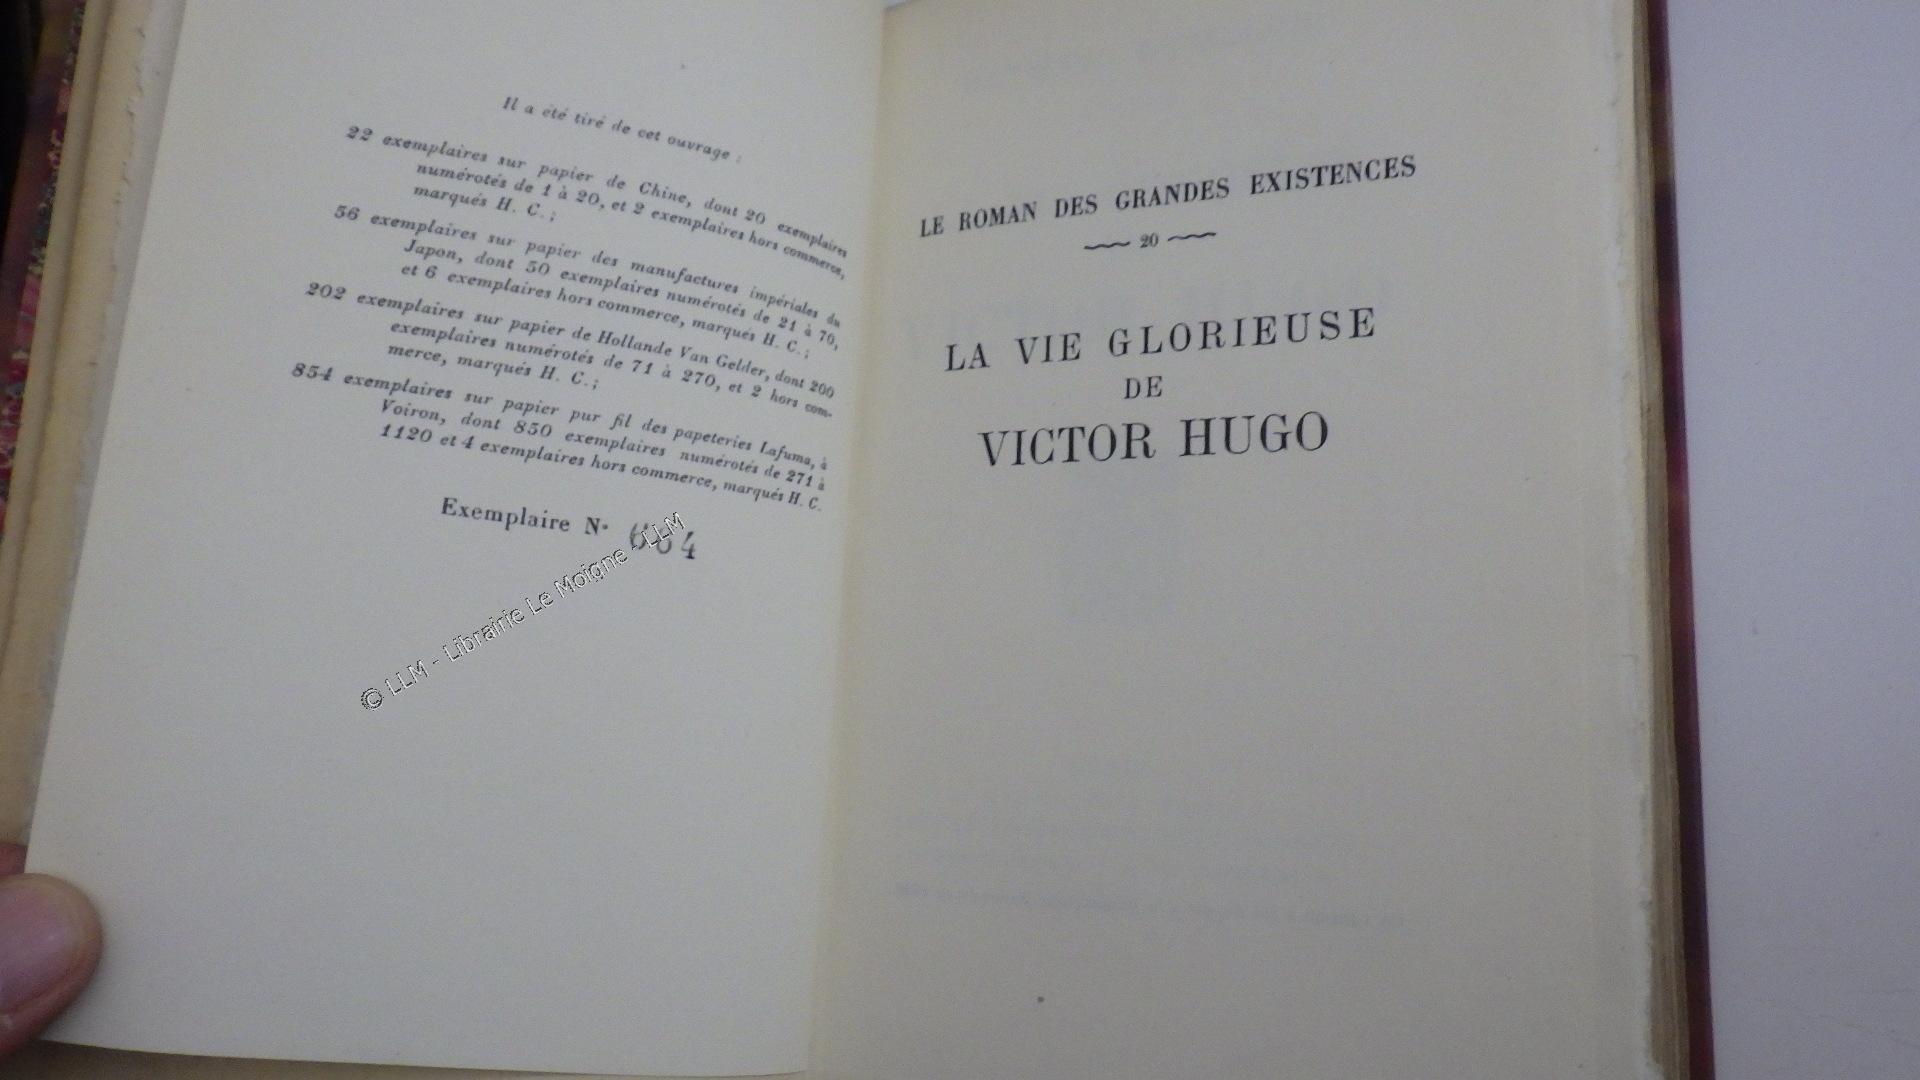 Il a été tiré de cet ouvrage :
22 exemplaires sur papier de Chine, dont 20 exemplaires
numérotés de 1 à 20, et 2 exemplaires hors commerce,
marqués H. C. ;
56 exemplaires sur papier des manufactures impériales du
Japon, dont 50 exemplaires numérotés de 21 à 70,
et 6 exemplaires hors commerce, marqués H. C. ;
202 exemplaires sur papier de Hollande Van Gelder, dont 200
exemplaires numérotés de 71 à 270, et 2 hors com-
merce, marqués H. C. ;
854 exemplaires sur papier pur fil des papeteries Lafuma, à
Voiron, dont 850 exemplaires numérotés de 271 à
1120 et 4 exemplaires hors commerce, marqués H. C.
Exemplaire N°
© LLM - Librairie Le Moigne - LLM
LE ROMAN DES GRANDES EXISTENCES
20
LA VIE GLORIEUSE
DE
VICTOR HUGO